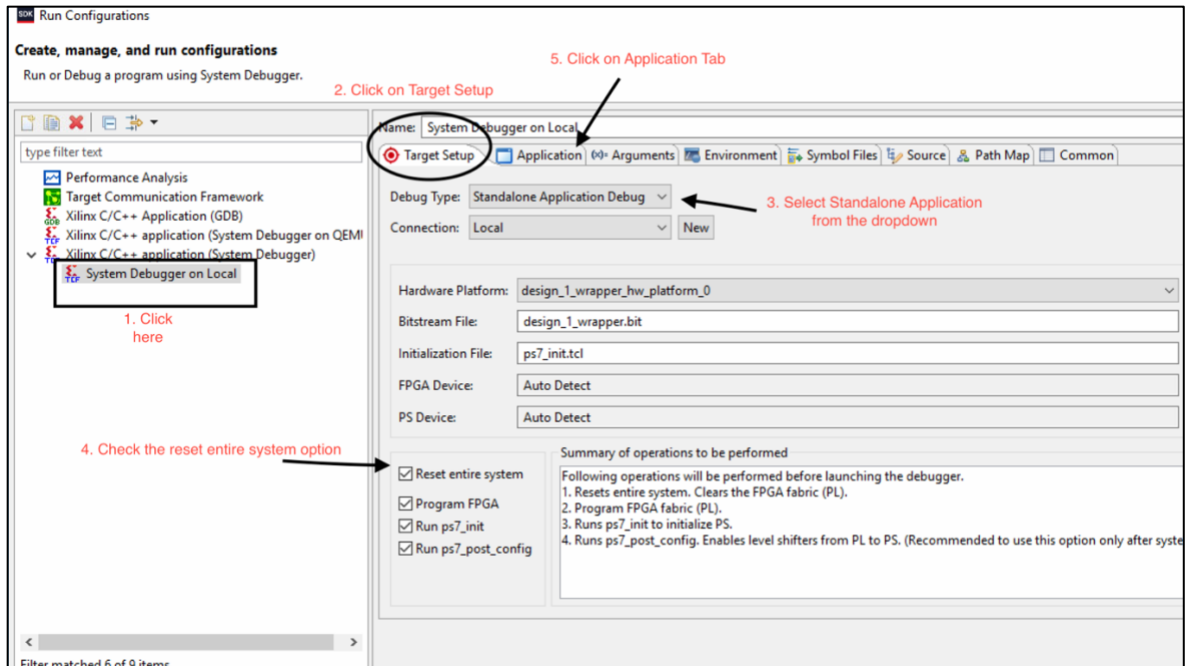 SDK Run Configurations
Create, manage, and run configurations
Run or Debug a program using System Debugger.
5. Click on Application Tab
2. Click on Target Setup
type filter text
Performance Analysis
Target Communication Framework
GDB Xilinx C/C++ Application (GDB)
TCF Xilinx C/C++ application (System Debugger on QEMU
TCF Xilinx C/C++ application (System Debugger)
TCF System Debugger on Local
1. Click
here
Name: System Debugger on Local
Target Setup Application (x)= Arguments Environment Symbol Files Source Path Map Common
Debug Type: Standalone Application Debug
3. Select Standalone Application
from the dropdown
Connection: Local New
Hardware Platform: design_1_wrapper_hw_platform_0
Bitstream File: design_1_wrapper.bit
Initialization File: ps7_init.tcl
FPGA Device: Auto Detect
PS Device: Auto Detect
4. Check the reset entire system option
Reset entire system
Program FPGA
Run ps7_init
Run ps7_post_config
Summary of operations to be performed
Following operations will be performed before launching the debugger.
1. Resets entire system. Clears the FPGA fabric (PL).
2. Program FPGA fabric (PL).
3. Runs ps7_init to initialize PS.
4. Runs ps7_post_config. Enables level shifters from PL to PS. (Recommended to use this option only after syste
Filter matched 6 of 9 items